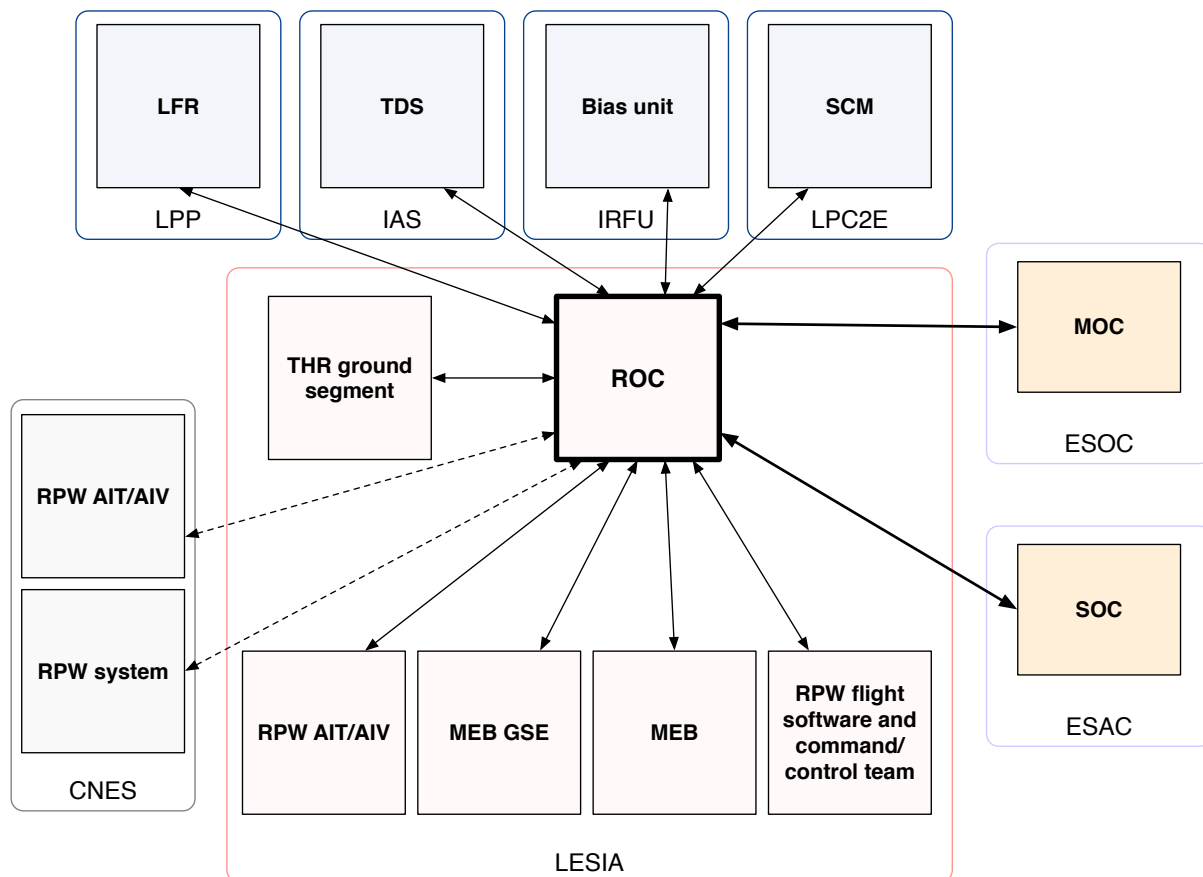 LFR
TDS
Bias unit
SCM
LPP
IAS
IRFU
LPC2E
THR ground
segment
ROC
MOC
ESOC
RPW AIT/AIV
RPW system
CNES
SOC
ESAC
RPW AIT/AIV
MEB GSE
MEB
RPW flight
software and
command/
control team
LESIA